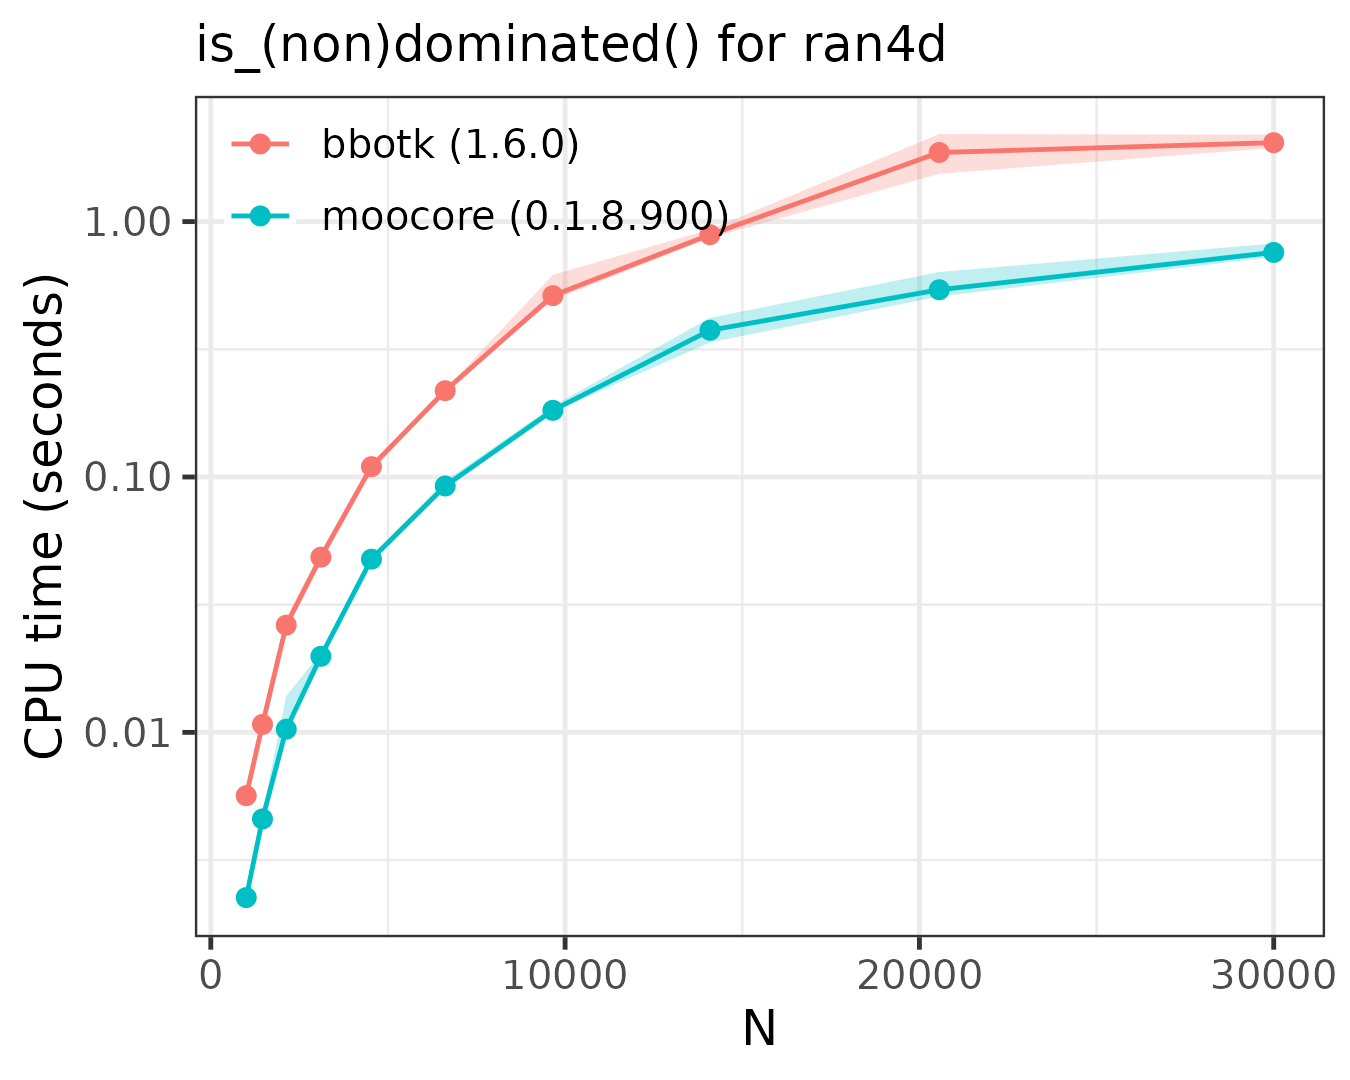 is_(non)dominated() for ran4d
bbotk (1.6.0)
moocore (0.1.8.900)
CPU time (seconds)
1.00
0.10
0.01
0 10000 20000 30000
N